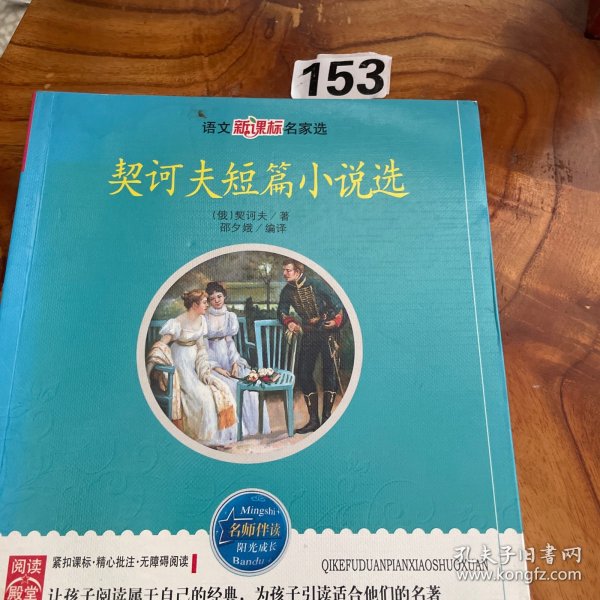 153
语文新课标名家选
契诃夫短篇小说选
〔俄〕契诃夫／著
邵夕娥／编译
Mingshi
名师伴读
阳光成长
Bandu
阅读
殿堂
紧扣课标·精心批注·无障碍阅读
QIKEFUDUANPIANXIAOSHUOXUAN
让孩子阅读属于自己的经典，为孩子引读适合他们的名著
孔夫子旧书网